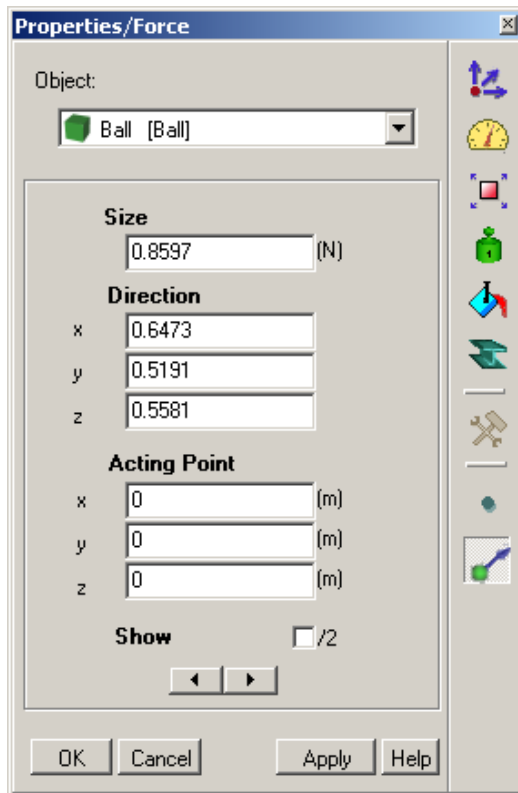 Properties/Force
Object:
Ball [Ball]
Size
0.8597 (N)
Direction
x 0.6473
y 0.5191
z 0.5581
Acting Point
x 0 (m)
y 0 (m)
z 0 (m)
Show /2
OK Cancel Apply Help
1